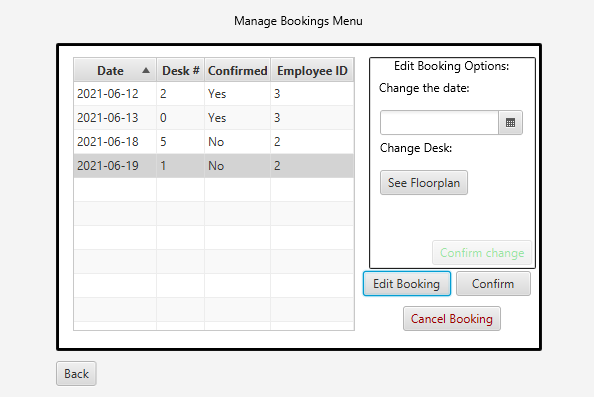 Manage Bookings Menu
Date Desk # Confirmed Employee ID
2021-06-12 2 Yes 3
2021-06-13 0 Yes 3
2021-06-18 5 No 2
2021-06-19 1 No 2
Edit Booking Options:
Change the date:
Change Desk:
See Floorplan
Confirm change
Edit Booking Confirm
Cancel Booking
Back